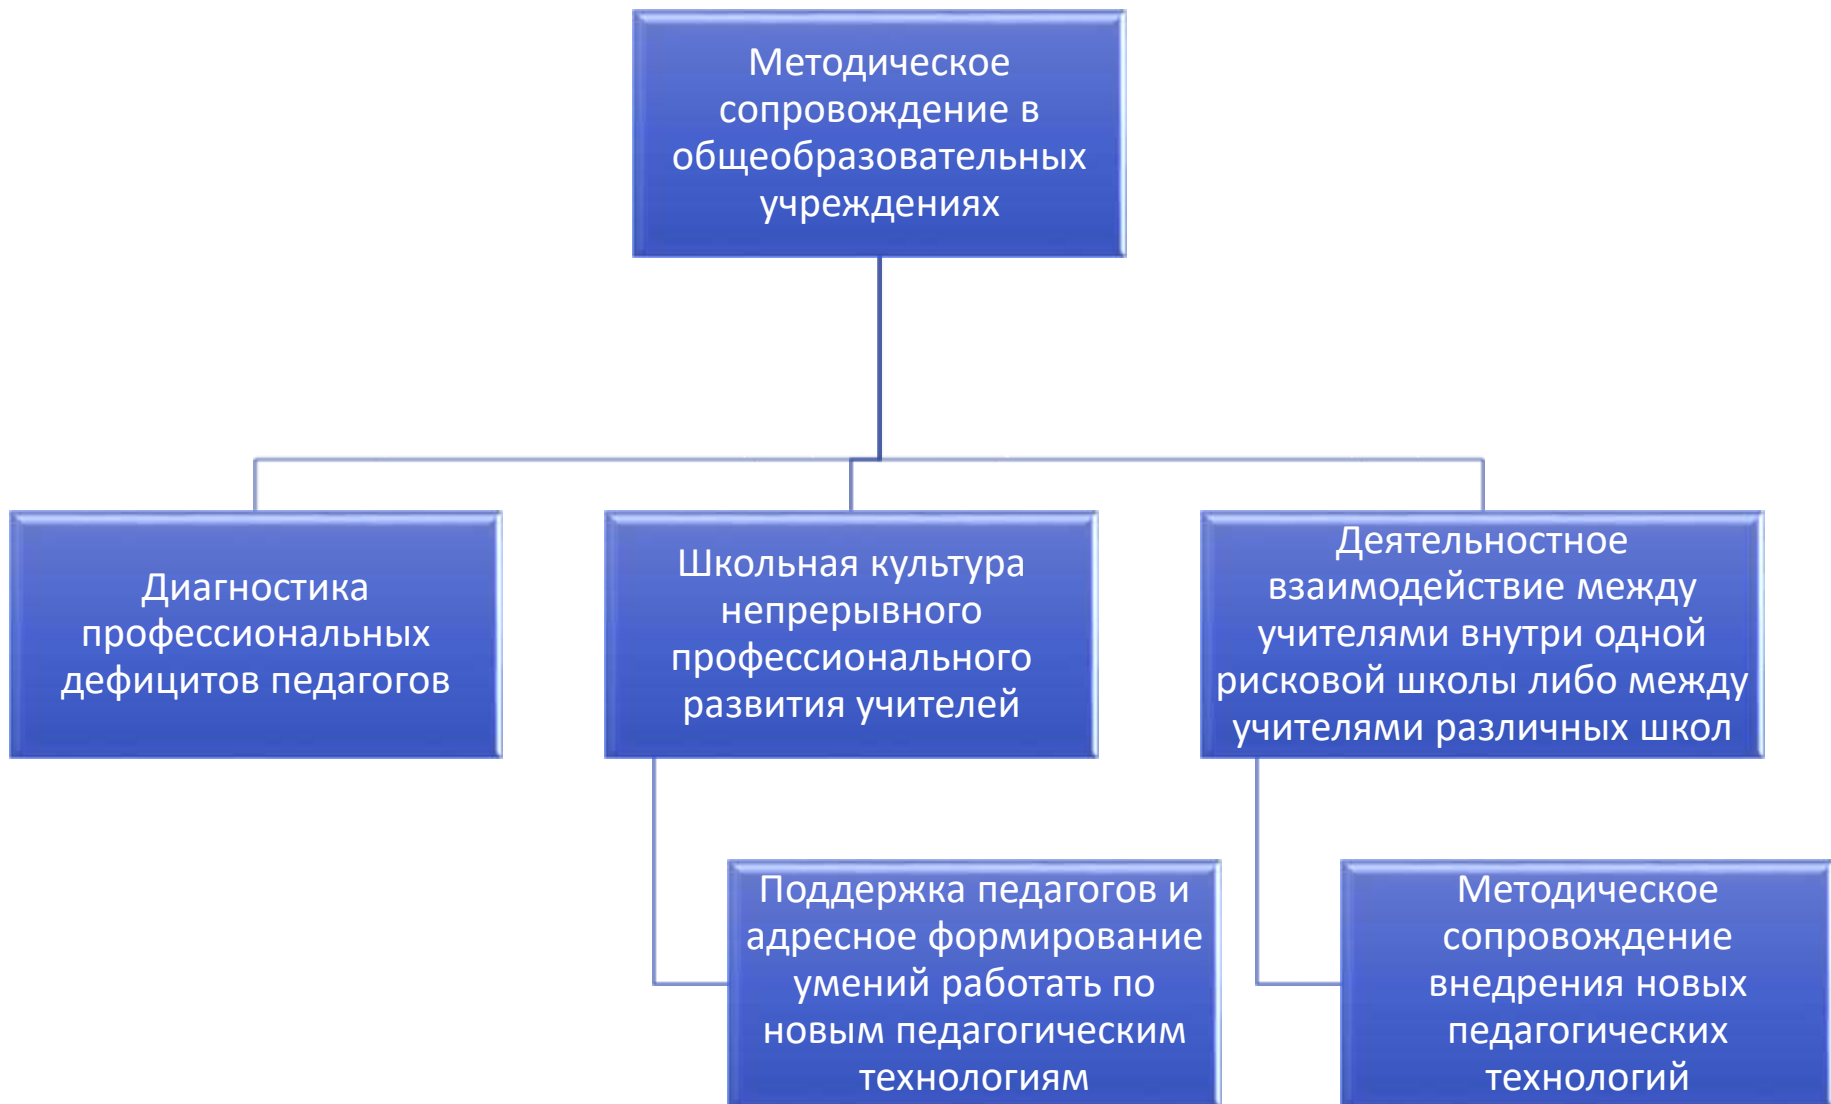 Методическое
сопровождение в
общеобразовательных
учреждениях
Диагностика
профессиональных
дефицитов педагогов
Школьная культура
непрерывного
профессионального
развития учителей
Деятельностное
взаимодействие между
учителями внутри одной
рисковой школы либо между
учителями различных школ
Поддержка педагогов и
адресное формирование
умений работать по
новым педагогическим
технологиям
Методическое
сопровождение
внедрения новых
педагогических
технологий